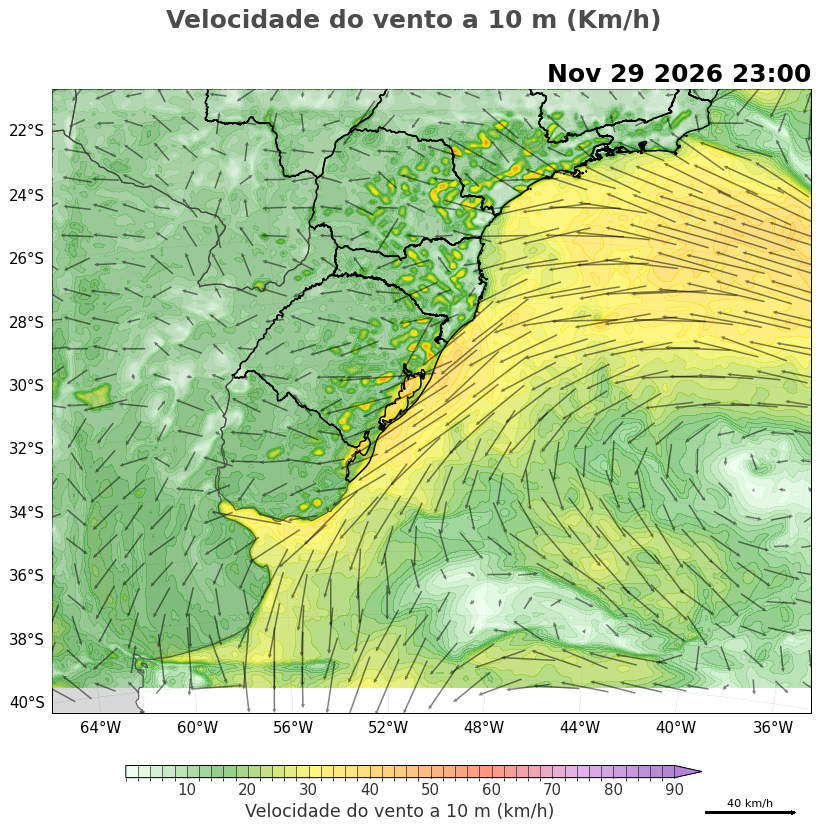 Velocidade do vento a 10 m (Km/h)
Nov 29 2026 23:00
22°S
24°S
26°S
28°S
30°S
32°S
34°S
36°S
38°S
40°S
64°W 60°W 56°W 52°W 48°W 44°W 40°W 36°W
10 20 30 40 50 60 70 80 90
Velocidade do vento a 10 m (km/h)
40 km/h